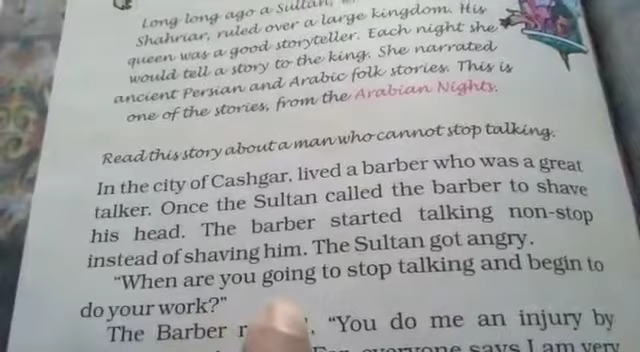 Long long ago a Sultan,
Shahriar, ruled over a large kingdom. His
queen was a good storyteller. Each night she
would tell a story to the king. She narrated
ancient Persian and Arabic folk stories. This is
one of the stories, from the Arabian Nights.
Read this story about a man who cannot stop talking.
In the city of Cashgar, lived a barber who was a great
talker. Once the Sultan called the barber to shave
his head. The barber started talking non-stop
instead of shaving him. The Sultan got angry.
"When are you going to stop talking and begin to
do your work?"
The Barber "You do me an injury by
everyone says I am very